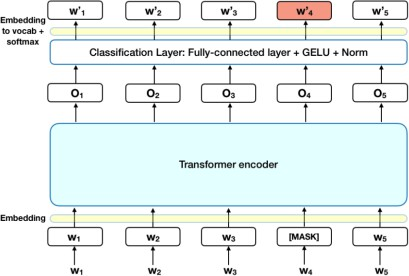 Embedding to vocab + softmax
w'1 w'2 w'3 w'4 w'5
Classification Layer: Fully-connected layer + GELU + Norm
O1 O2 O3 O4 O5
Transformer encoder
Embedding
w1 w2 w3 [MASK] w5
w1 w2 w3 w4 w5